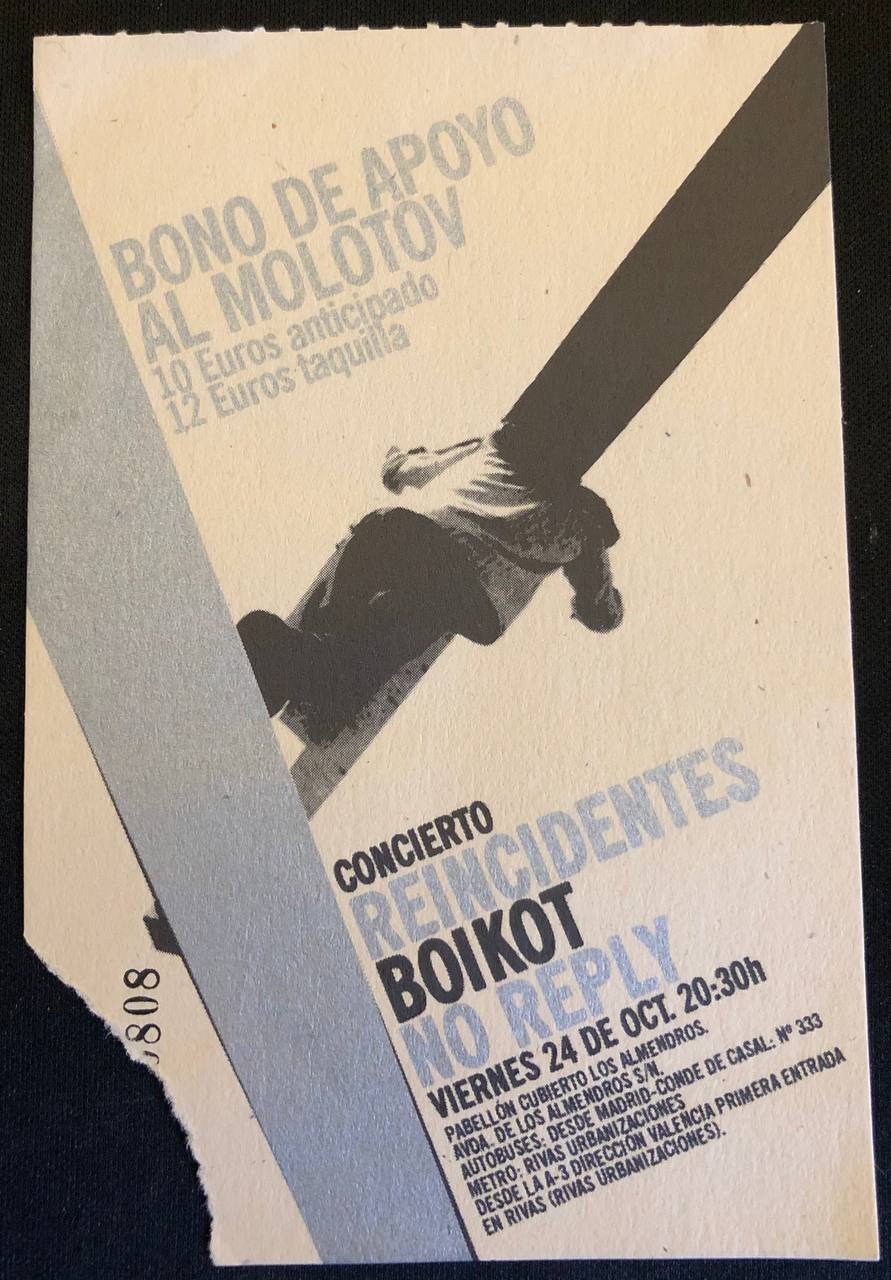 BONO DE APOYO
AL MOLOTOV
10 Euros anticipado
12 Euros taquilla
CONCIERTO
REINCIDENTES
BOIKOT
NO REPLY
VIERNES 24 DE OCT. 20:30h
PABELLÓN CUBIERTO LOS ALMENDROS.
AVDA. DE LOS ALMENDROS S/N.
AUTOBUSES: DESDE MADRID-CONDE DE CASAL: Nº 333
METRO: RIVAS URBANIZACIONES
DESDE LA A-3 DIRECCIÓN VALENCIA PRIMERA ENTRADA
EN RIVAS (RIVAS URBANIZACIONES).
808